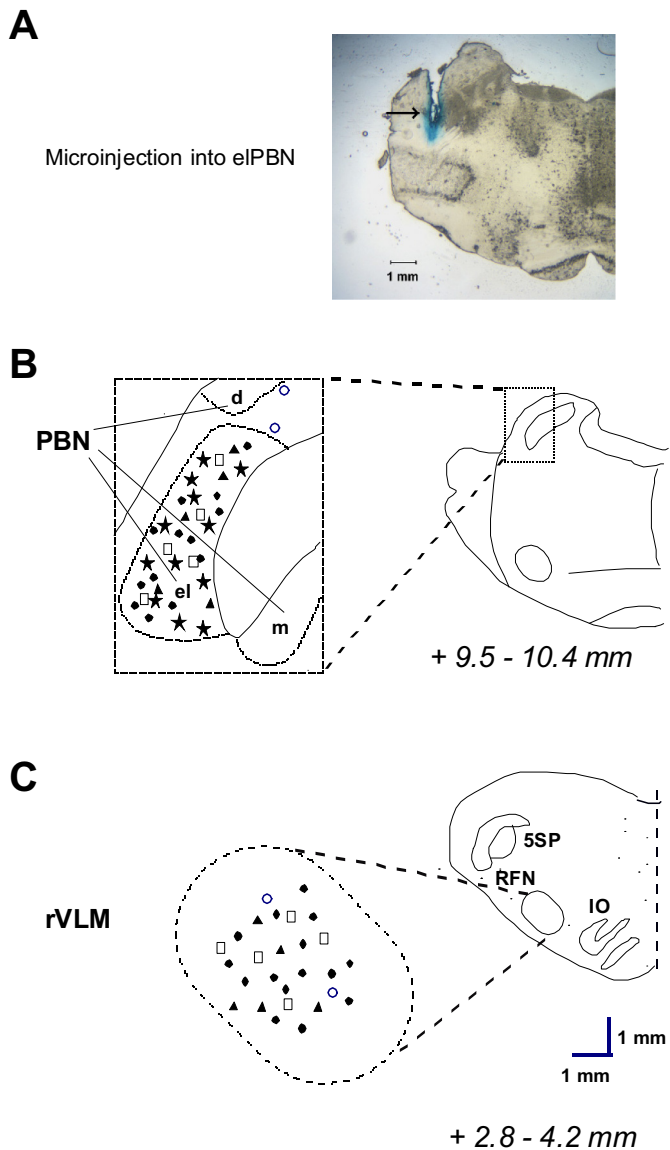 A
Microinjection into elPBN
1 mm
B
d
PBN
el
m
+ 9.5 - 10.4 mm
C
5SP
RFN
IO
rVLM
1 mm
1 mm
+ 2.8 - 4.2 mm